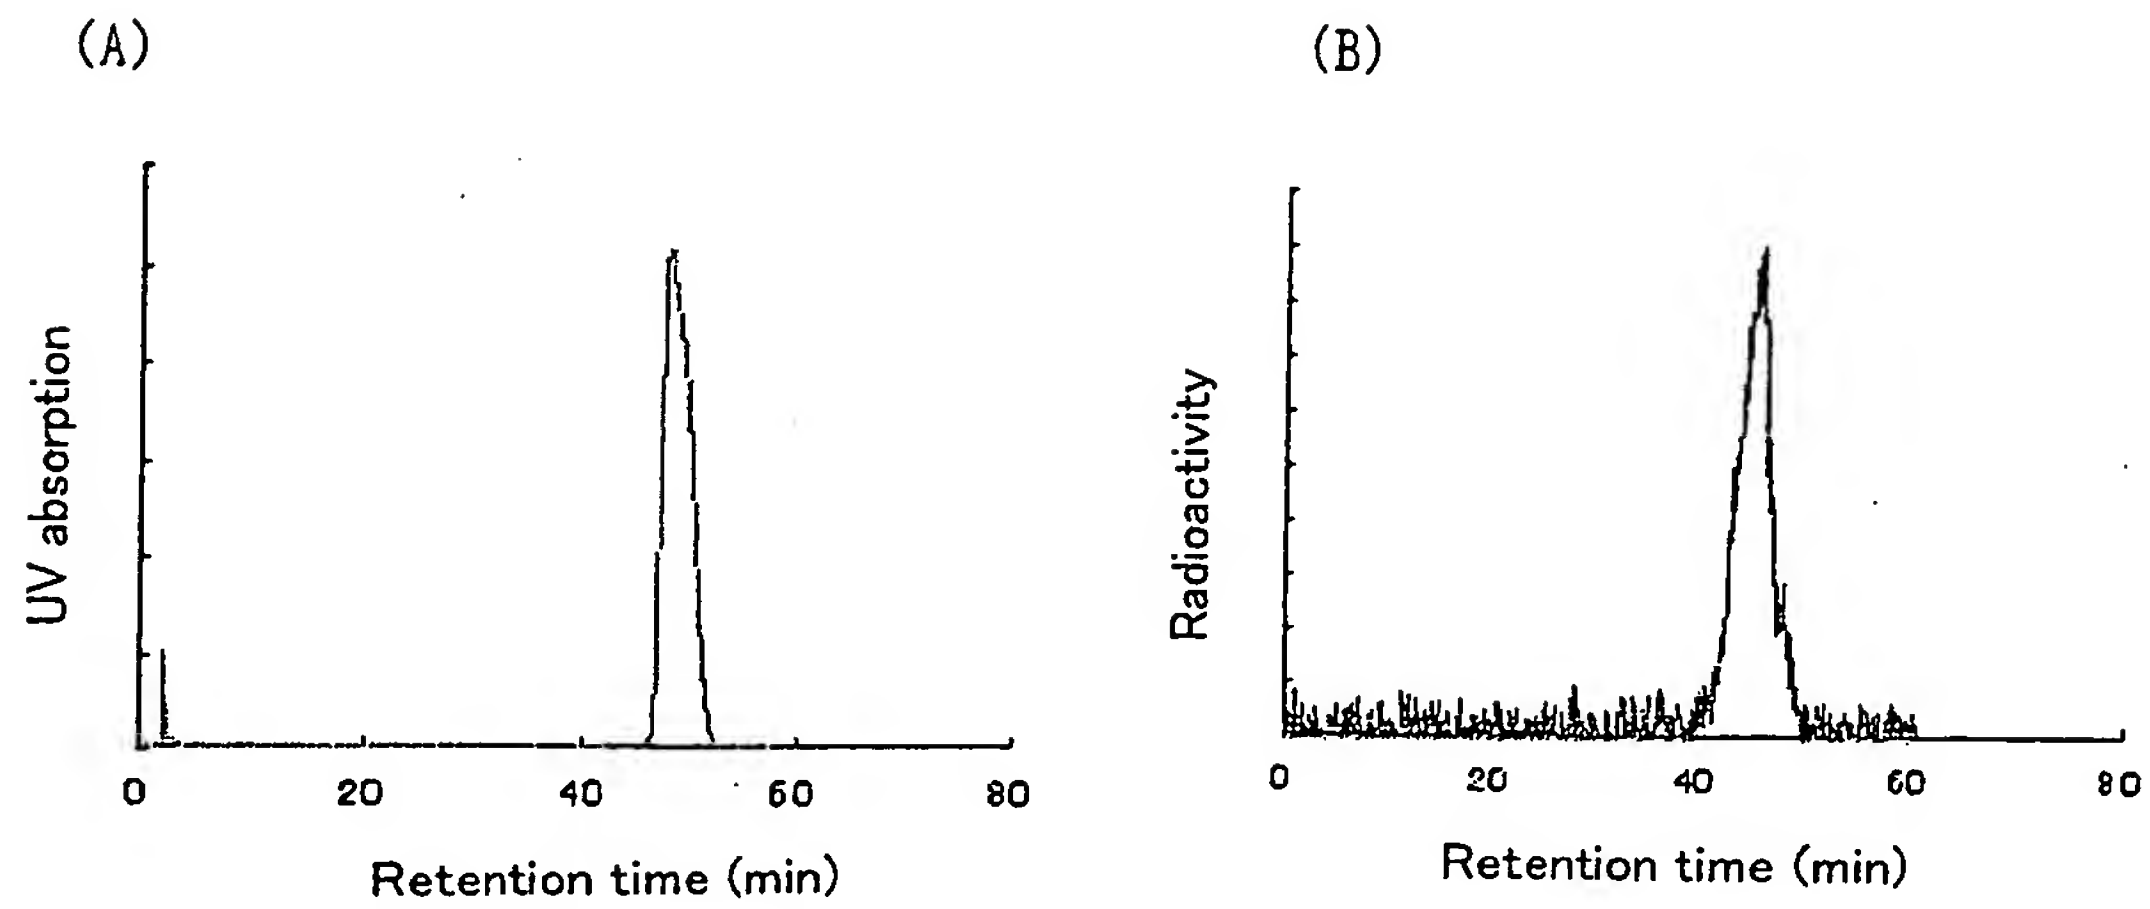 (A)
UV absorption
0 20 40 60 80
Retention time (min)
(B)
Radioactivity
0 20 40 60 80
Retention time (min)